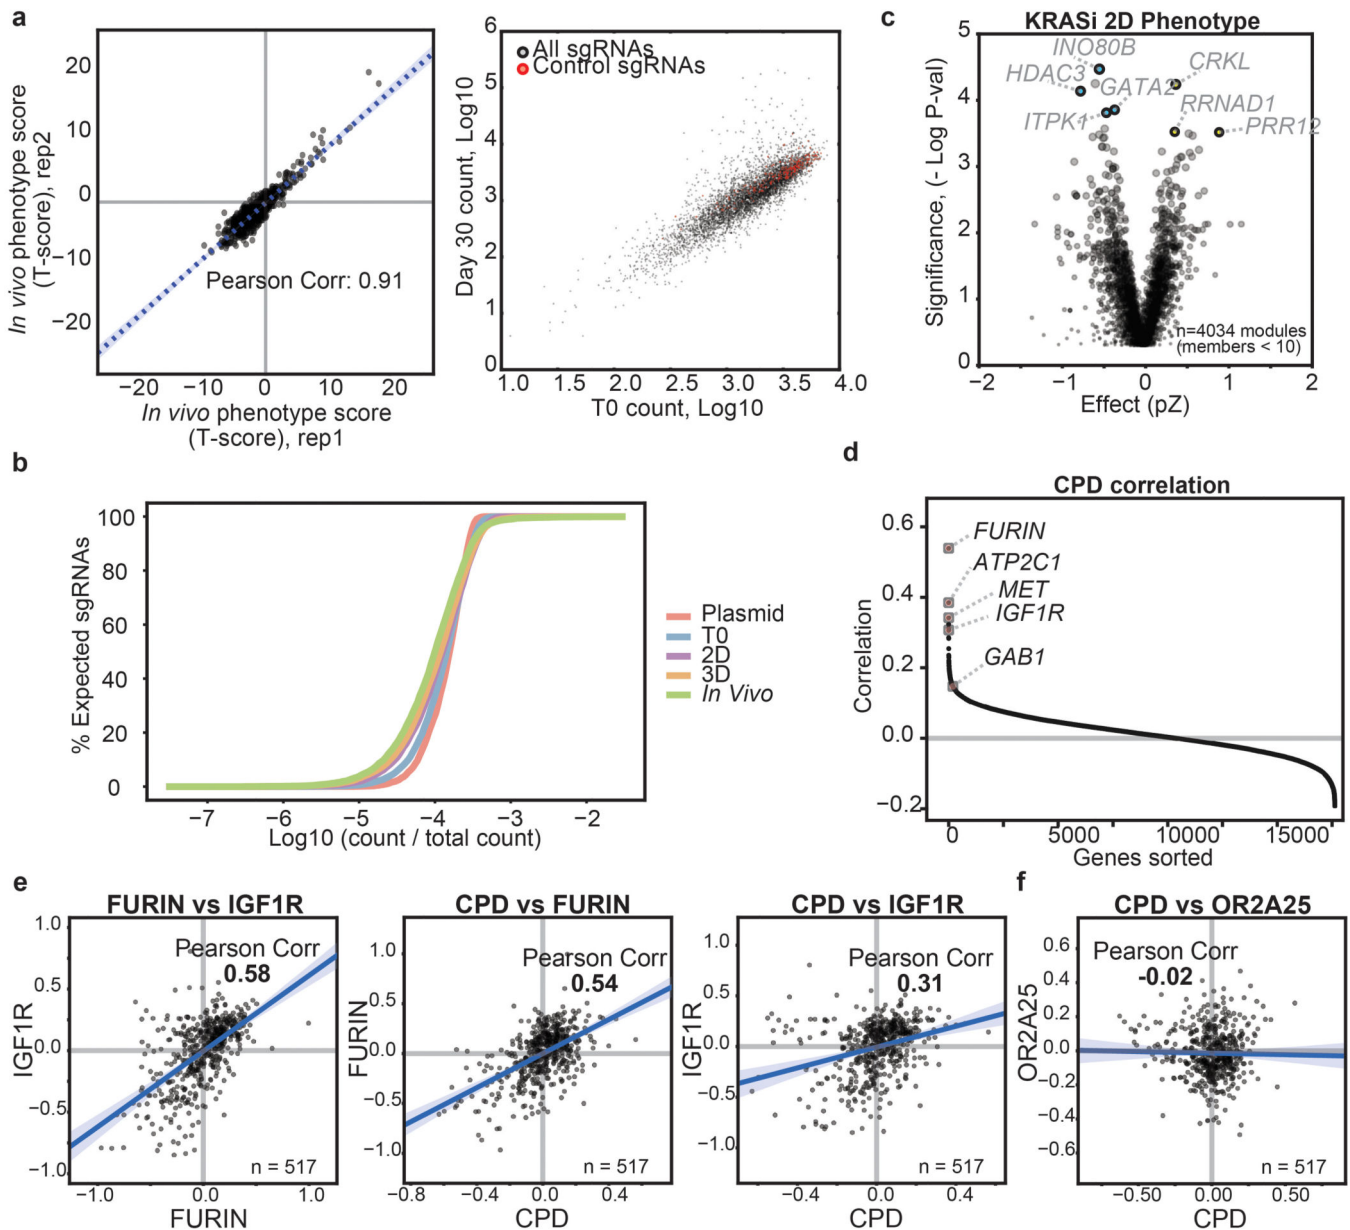 a
20
10
0
−10
−20
In vivo phenotype score
(T-score), rep2
Pearson Corr: 0.91
−20
−10
0
10
20
In vivo phenotype score
(T-score), rep1
6
5
4
3
2
1
0
Day 30 count, Log10
All sgRNAs
Control sgRNAs
1.0
1.5
2.0
2.5
3.0
3.5
4.0
T0 count, Log10
c
KRASi 2D Phenotype
5
4
3
2
1
0
Significance, (- Log P-val)
INO80B
HDAC3
GATA2
ITPK1
CRKL
RRNAD1
PRR12
n=4034 modules
(members < 10)
−2
−1
0
1
2
Effect (pZ)
b
100
80
60
40
20
0
% Expected sgRNAs
−7
−6
−5
−4
−3
−2
Log10 (count / total count)
Plasmid
T0
2D
3D
In Vivo
d
CPD correlation
0.6
0.4
0.2
0.0
−0.2
Correlation
FURIN
ATP2C1
MET
IGF1R
GAB1
0
5000
10000
15000
Genes sorted
e
FURIN vs IGF1R
1.0
0.5
0.0
−0.5
−1.0
IGF1R
Pearson Corr
0.58
n = 517
−1.0
0.0
1.0
FURIN
CPD vs FURIN
1.0
0.5
0.0
−0.5
−1.0
FURIN
Pearson Corr
0.54
n = 517
−0.8
−0.4
0.0
0.4
CPD
CPD vs IGF1R
1.0
0.5
0.0
−0.5
−1.0
IGF1R
Pearson Corr
0.31
n = 517
−0.4
0.0
0.4
CPD
f
CPD vs OR2A25
0.6
0.4
0.2
0.0
−0.2
−0.4
−0.6
OR2A25
Pearson Corr
-0.02
n = 517
−0.50
0.00
0.50
CPD